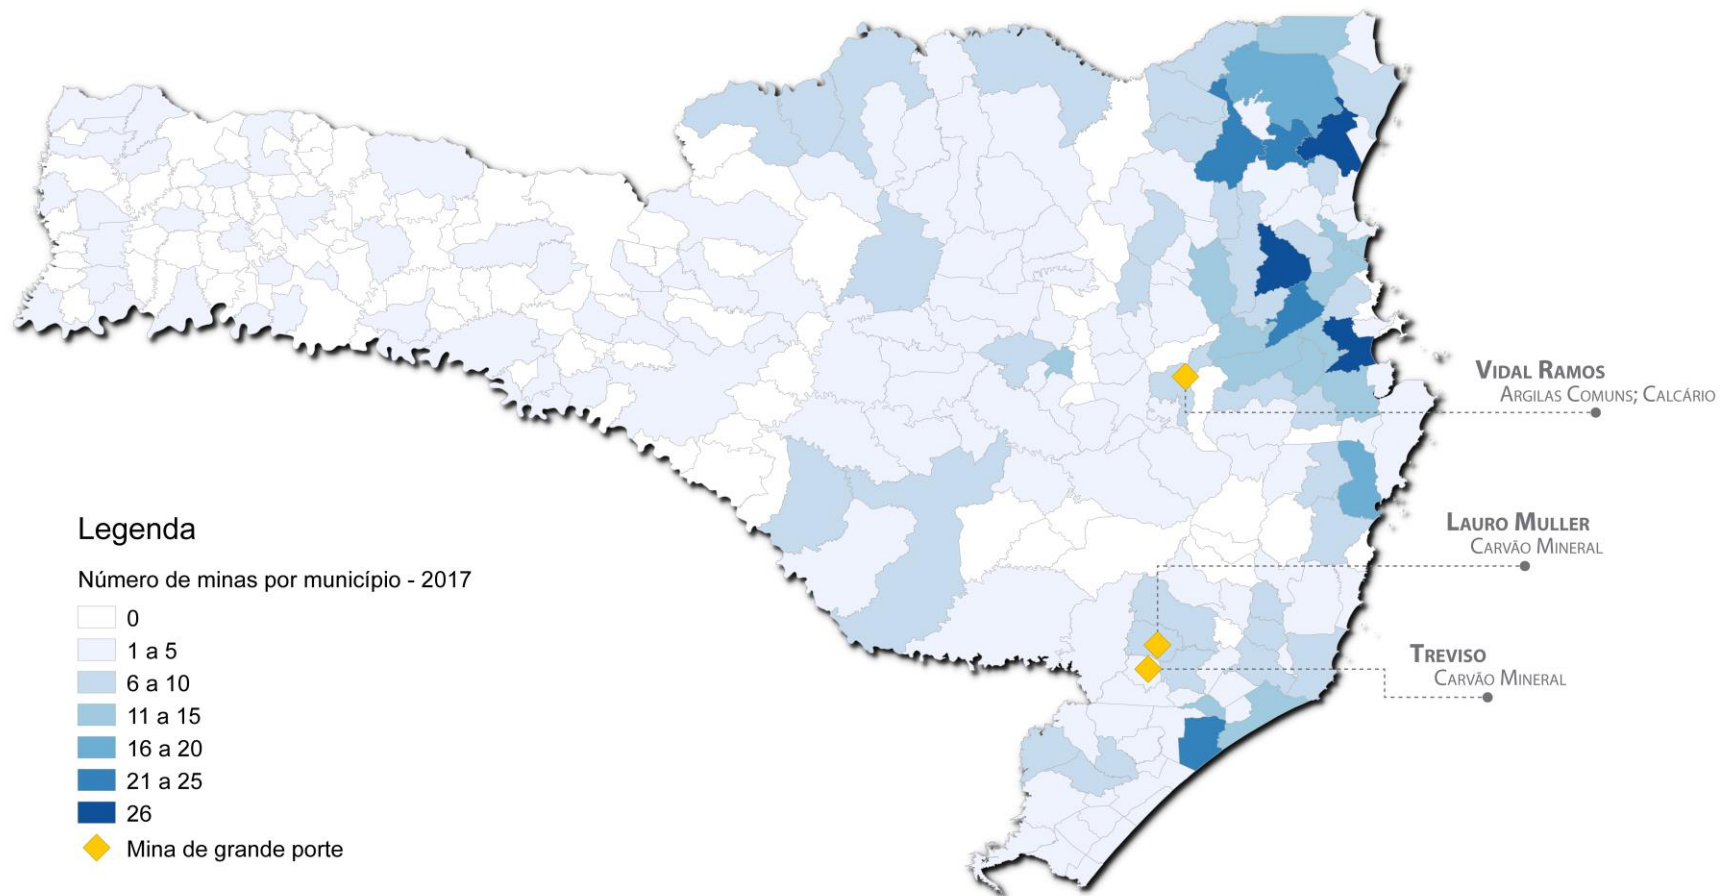 VIDAL RAMOS
ARGILAS COMUNS; CALCÁRIO
LAURO MULLER
CARVÃO MINERAL
TREVISO
CARVÃO MINERAL
Legenda
Número de minas por município - 2017
0
1 a 5
6 a 10
11 a 15
16 a 20
21 a 25
26
Mina de grande porte